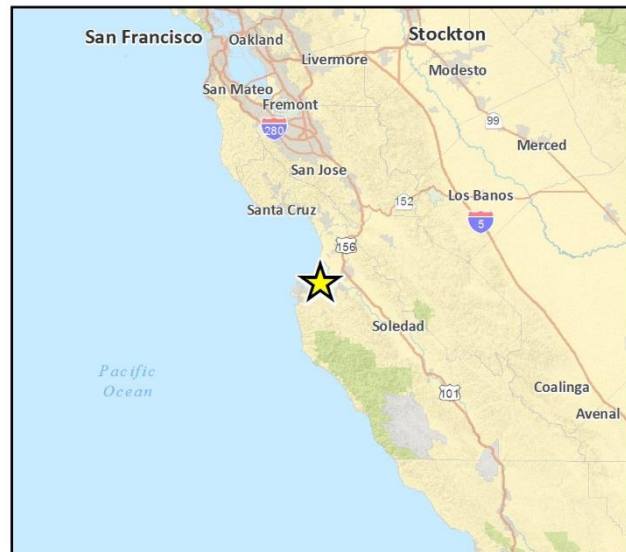 San Francisco
Oakland
Stockton
Livermore
Modesto
San Mateo
Fremont
99
280
Merced
San Jose
152
Los Banos
Santa Cruz
5
156
Soledad
Pacific
Ocean
Coalinga
101
Avenal